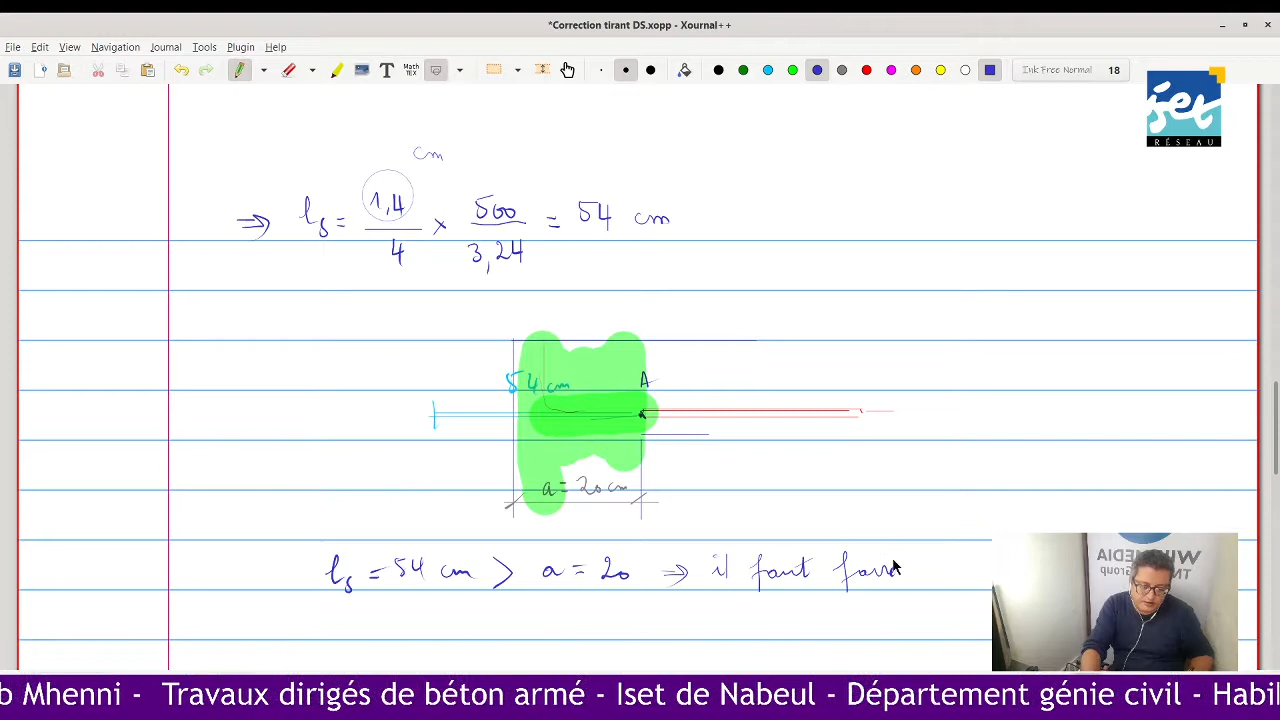 *Correction tirant DS.xopp - Xournal++
File Edit View Navigation Journal Tools Plugin Help
T Math TEX Ink Free Normal 18
iset
RÉSEAU
cm
⇒ ls = 1,4 / 4 × 500 / 3,24 = 54 cm
54 cm A
a = 20 cm
ls = 54 cm > a = 20 ⇒ il faut faire
WIKIMEDIA
TN Group
b Mhenni - Travaux dirigés de béton armé - Iset de Nabeul - Département génie civil - Habil